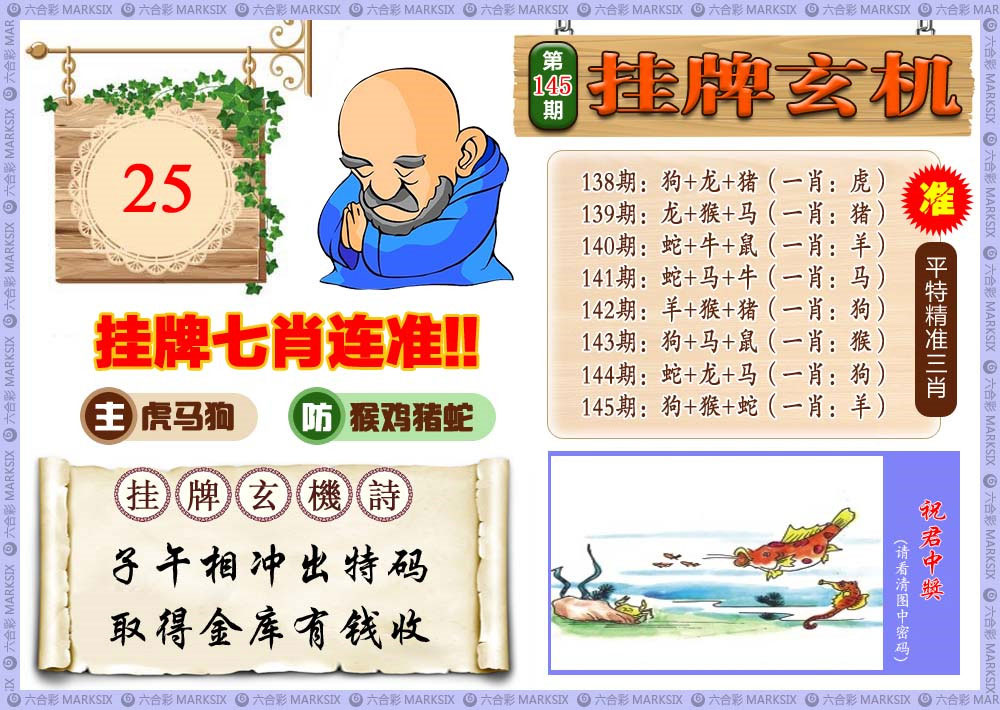 六合彩 MARKSIX
25
第145期
挂牌玄机
138期：狗+龙+猪（一肖：虎）
139期：龙+猴+马（一肖：猪）
140期：蛇+牛+鼠（一肖：羊）
141期：蛇+马+牛（一肖：马）
142期：羊+猴+猪（一肖：狗）
143期：狗+马+鼠（一肖：猴）
144期：蛇+龙+马（一肖：狗）
145期：狗+猴+蛇（一肖：羊）
准
平特精准三肖
挂牌七肖连准!!
主 虎马狗
防 猴鸡猪蛇
挂牌玄機詩
子午相冲出特码
取得金库有钱收
祝君中獎
（请看清图中密码）